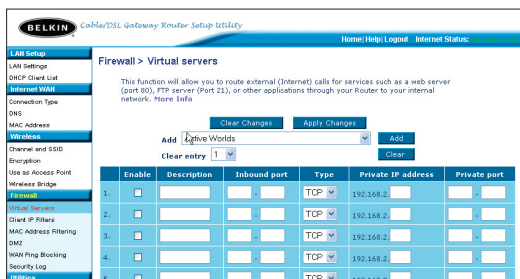 BELKIN Cable/DSL Gateway Router Setup Utility
Home|Help|Logout Internet Status:
LAN Setup
LAN Settings
DHCP Client List
Internet WAN
Connection Type
DNS
MAC Address
Wireless
Channel and SSID
Encryption
Use as Access Point
Wireless Bridge
Firewall
Virtual Servers
Client IP Filters
MAC Address Filtering
DMZ
WAN Ping Blocking
Security Log
Utilities
Firewall > Virtual servers
This function will allow you to route external (Internet) calls for services such as a web server
(port 80), FTP server (Port 21), or other applications through your Router to your internal
network. More Info
Clear Changes Apply Changes
Add Active Worlds Add
Clear entry 1 Clear
Enable Description Inbound port Type Private IP address Private port
1. - TCP 192.168.2. -
2. - TCP 192.168.2. -
3. - TCP 192.168.2. -
4. - TCP 192.168.2. -
TCP